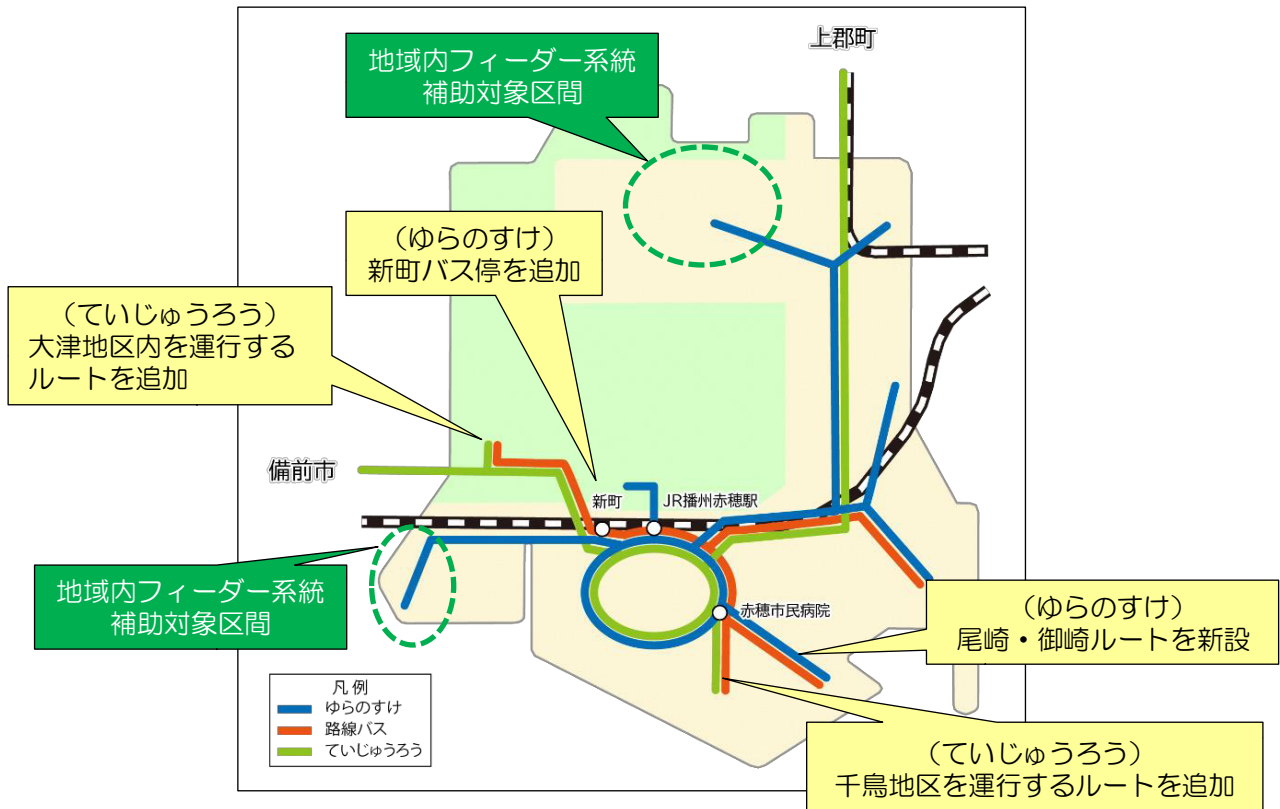 上郡町
地域内フィーダー系統
補助対象区間
（ゆらのすけ）
新町バス停を追加
（ていじゅうろう）
大津地区内を運行する
ルートを追加
備前市
新町
JR播州赤穂駅
地域内フィーダー系統
補助対象区間
赤穂市民病院
（ゆらのすけ）
尾崎・御崎ルートを新設
凡例
ゆらのすけ
路線バス
ていじゅうろう
（ていじゅうろう）
千鳥地区を運行するルートを追加